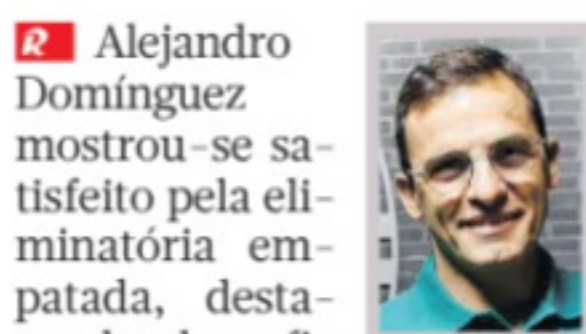 R Alejandro
Domínguez
mostrou-se sa-
tisfeito pela eli-
minatória em-
patada, desta-